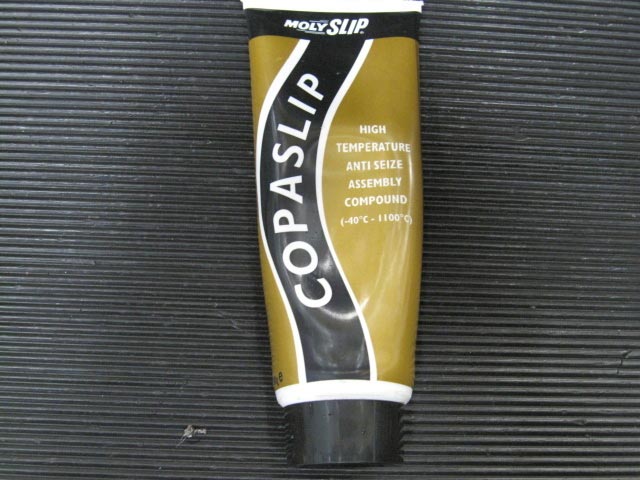 MOLYSLIP
COPASLIP
HIGH
TEMPERATURE
ANTI SEIZE
ASSEMBLY
COMPOUND
(-40°C - 1100°C)